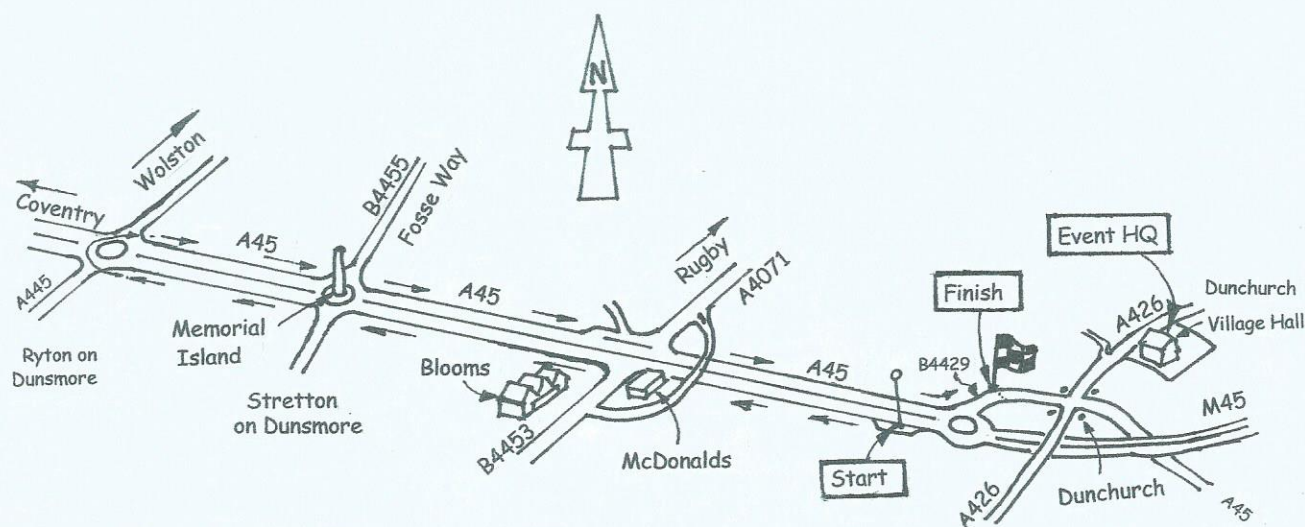 N
Wolston
Coventry
A445
Ryton on
Dunsmore
A45
B4455
Fosse Way
Memorial
Island
Stretton
on Dunsmore
A45
Blooms
B4453
McDonalds
Rugby
A4071
A45
Start
B4429
Finish
Event HQ
A426
Dunchurch
Village Hall
M45
A426
Dunchurch
A45